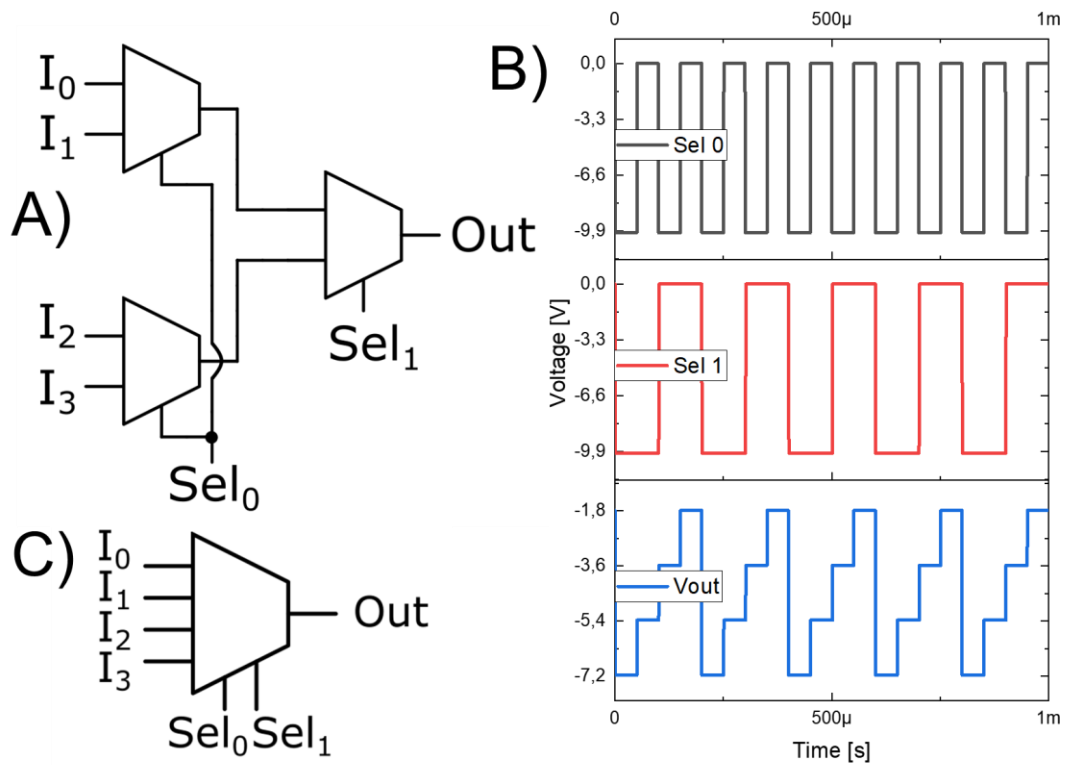 A)
I₀
I₁
I₂
I₃
Sel₀
Sel₁
Out
B)
0 500µ 1m
0,0
-3,3
-6,6
-9,9
Sel 0
0,0
-3,3
-6,6
-9,9
Sel 1
Voltage [V]
-1,8
-3,6
-5,4
-7,2
Vout
0 500µ 1m
Time [s]
C)
I₀
I₁
I₂
I₃
Sel₀ Sel₁
Out